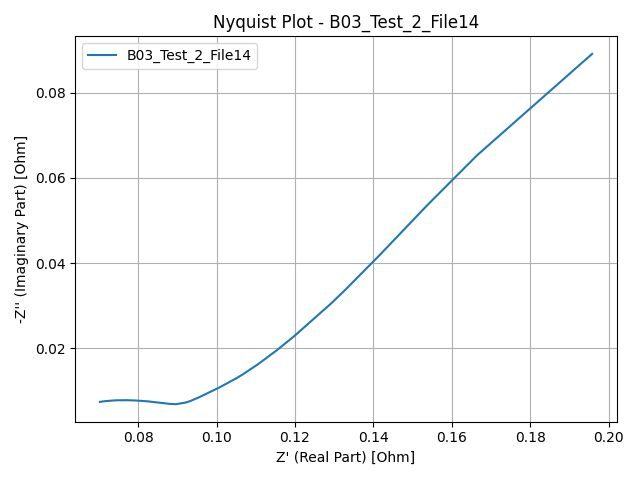 Nyquist Plot - B03_Test_2_File14
B03_Test_2_File14
-Z'' (Imaginary Part) [Ohm]
0.08
0.06
0.04
0.02
0.08 0.10 0.12 0.14 0.16 0.18 0.20
Z' (Real Part) [Ohm]